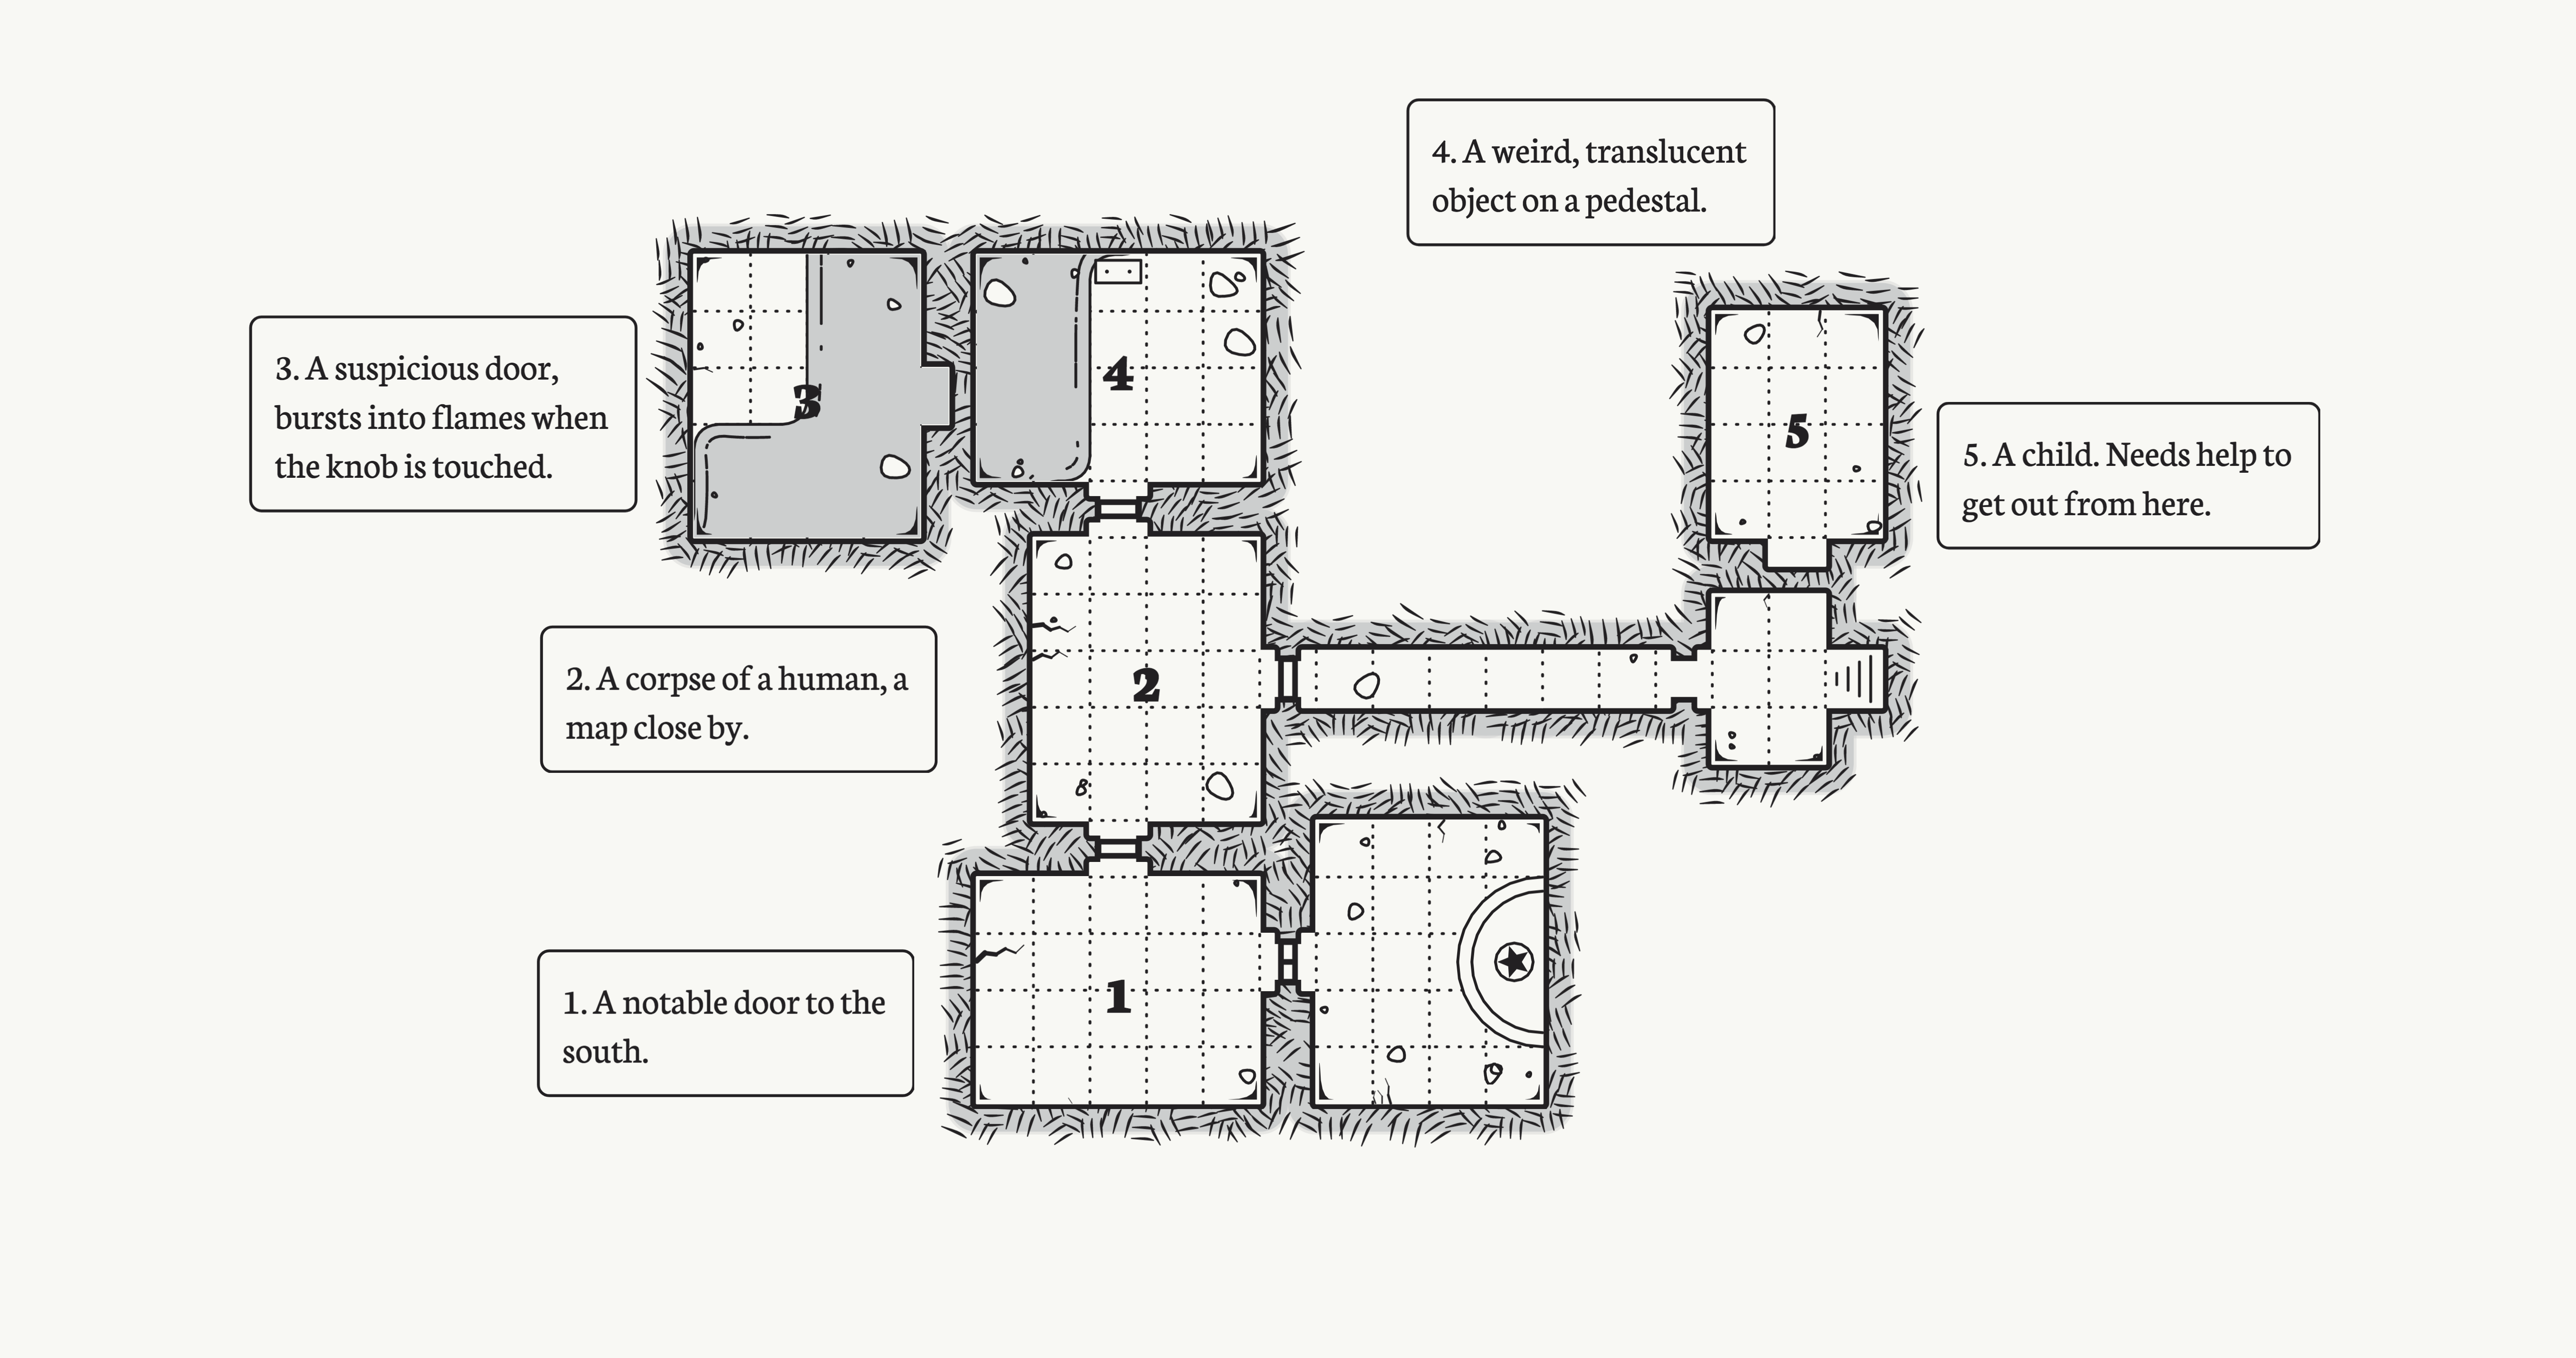 4. A weird, translucent
object on a pedestal.
3. A suspicious door,
bursts into flames when
the knob is touched.
3
4
5
5. A child. Needs help to
get out from here.
2. A corpse of a human, a
map close by.
2
1. A notable door to the
south.
1